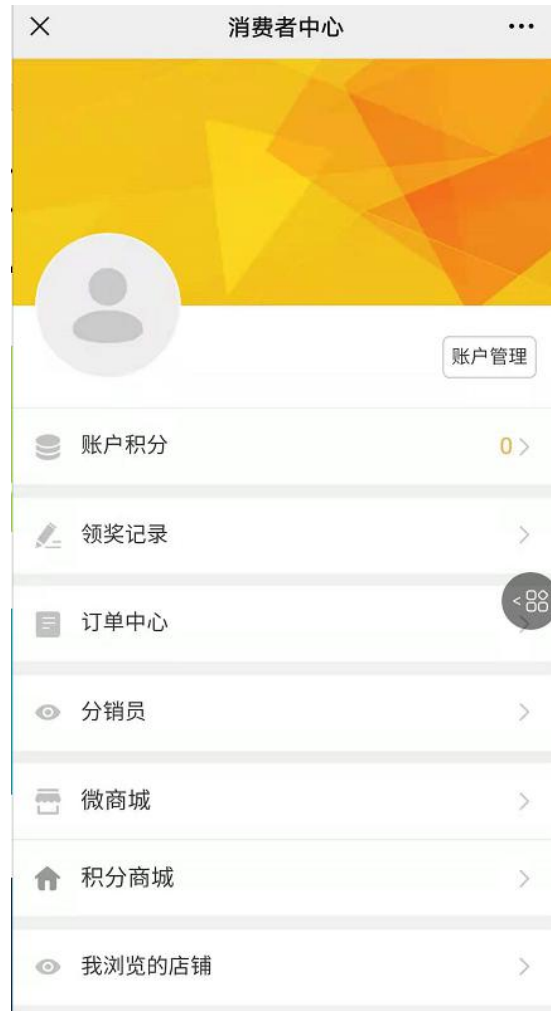 消费者中心
账户管理
账户积分 0
领奖记录
订单中心
分销员
微商城
积分商城
我浏览的店铺